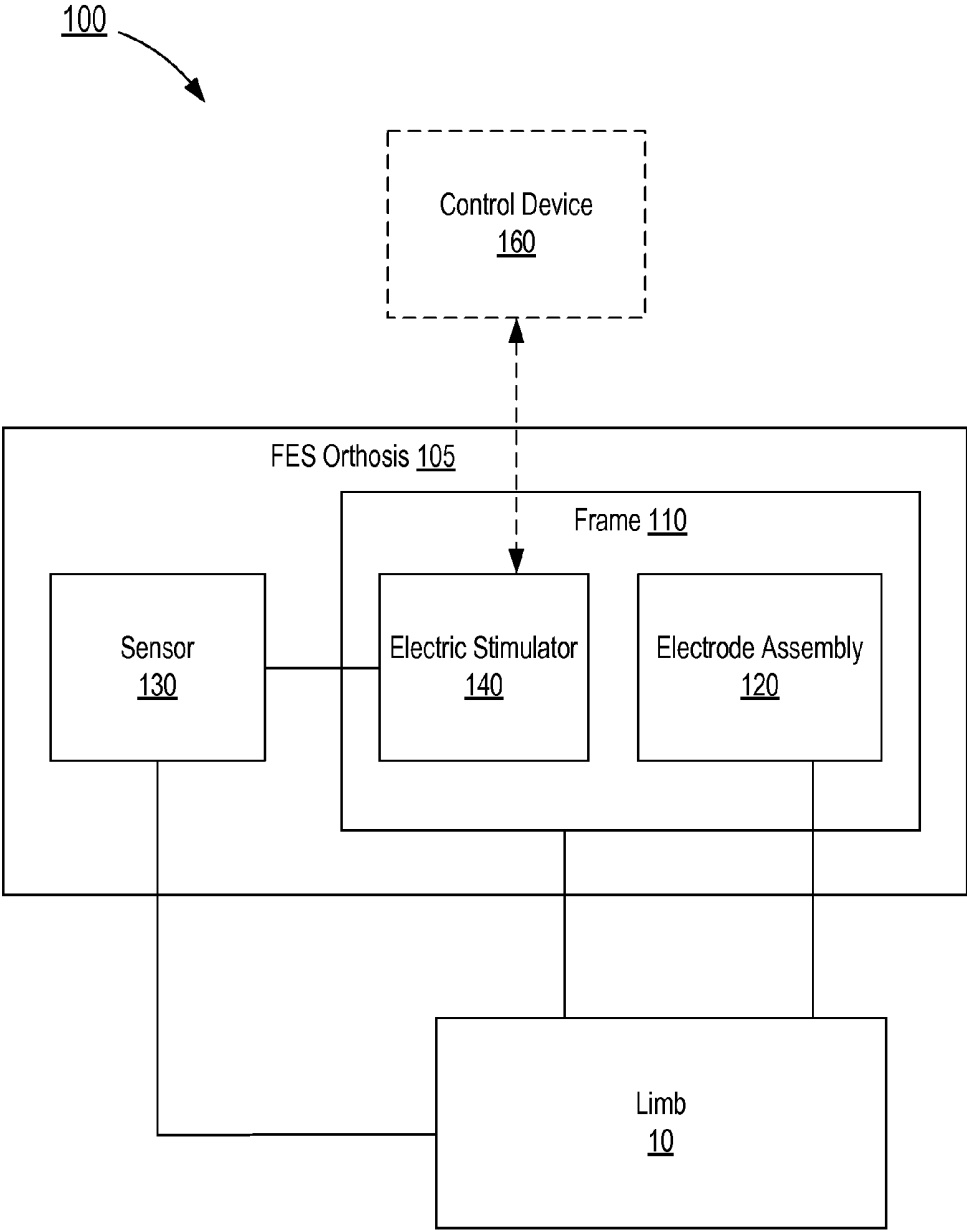 100
Control Device
160
FES Orthosis 105
Frame 110
Sensor
130
Electric Stimulator
140
Electrode Assembly
120
Limb
10